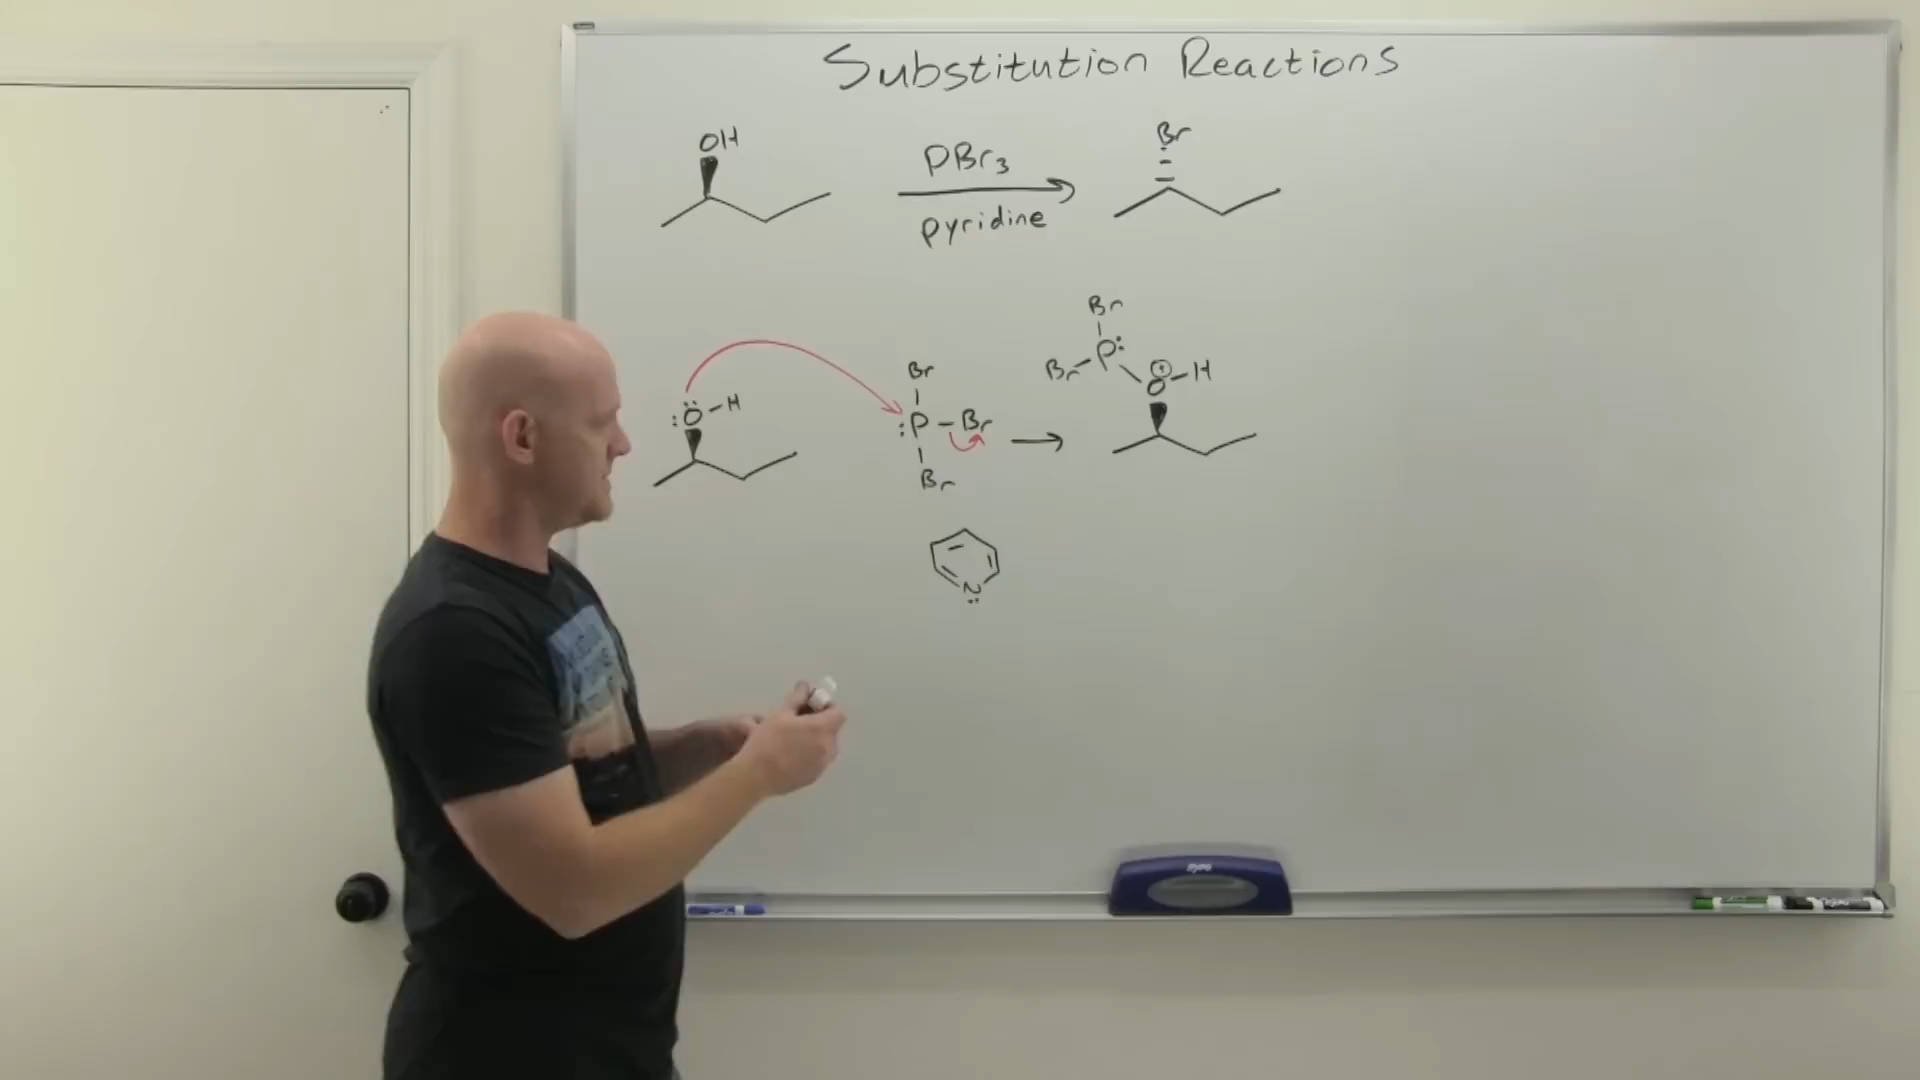 Substitution Reactions
OH
PBr₃
pyridine
Br
:Ö-H
Br
:P-Br
Br
N
Br
Br P:
⊕
O-H